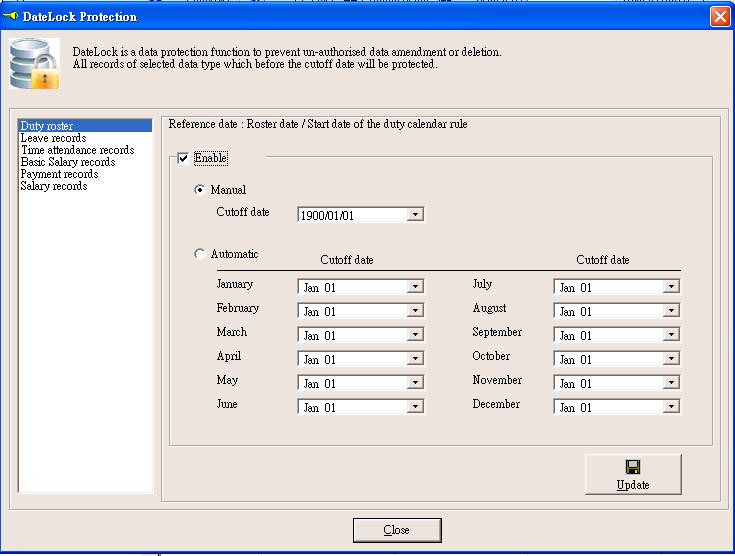 DateLock Protection
DateLock is a data protection function to prevent un-authorised data amendment or deletion.
All records of selected data type which before the cutoff date will be protected.
Duty roster
Leave records
Time attendance records
Basic Salary records
Payment records
Salary records
Reference date : Roster date / Start date of the duty calendar rule
Enable
Manual
Cutoff date 1900/01/01
Automatic Cutoff date Cutoff date
January Jan 01 July Jan 01
February Jan 01 August Jan 01
March Jan 01 September Jan 01
April Jan 01 October Jan 01
May Jan 01 November Jan 01
June Jan 01 December Jan 01
Update
Close